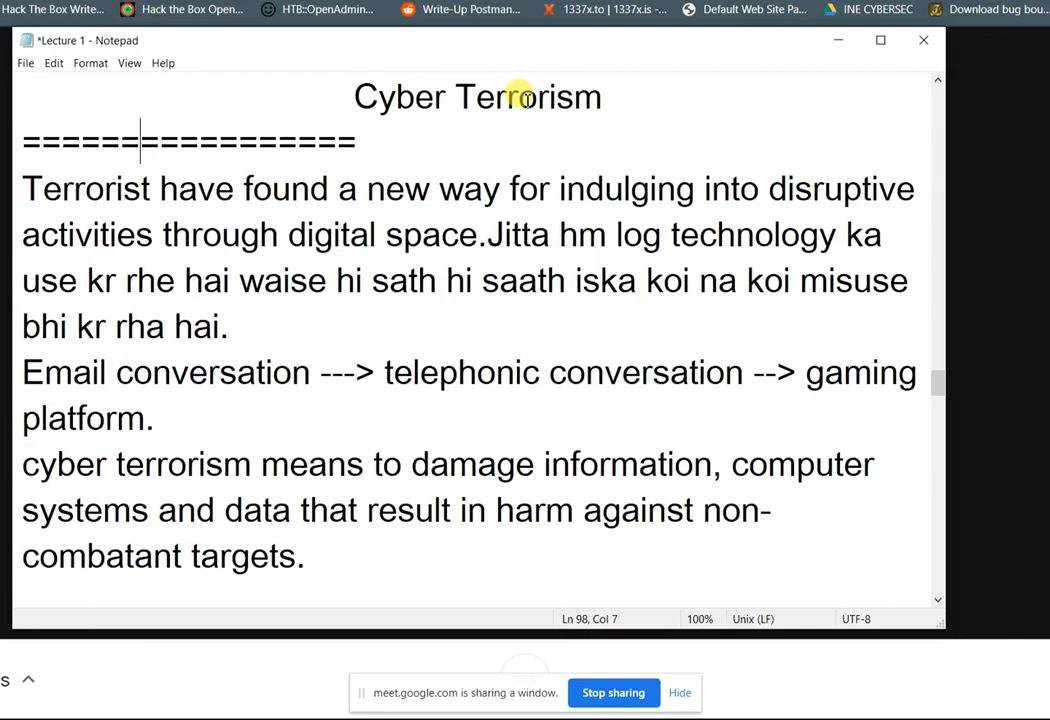 Hack The Box Write...
Hack the Box Open...
HTB::OpenAdmin...
Write-Up Postman...
1337x.to | 1337x.is -...
Default Web Site Pa...
INE CYBERSEC
Download bug bou...
*Lecture 1 - Notepad
File Edit Format View Help
Cyber Terrorism
=================
Terrorist have found a new way for indulging into disruptive
activities through digital space.Jitta hm log technology ka
use kr rhe hai waise hi sath hi saath iska koi na koi misuse
bhi kr rha hai.
Email conversation ---> telephonic conversation --> gaming
platform.
cyber terrorism means to damage information, computer
systems and data that result in harm against non-
combatant targets.
Ln 98, Col 7 100% Unix (LF) UTF-8
s
meet.google.com is sharing a window. Stop sharing Hide